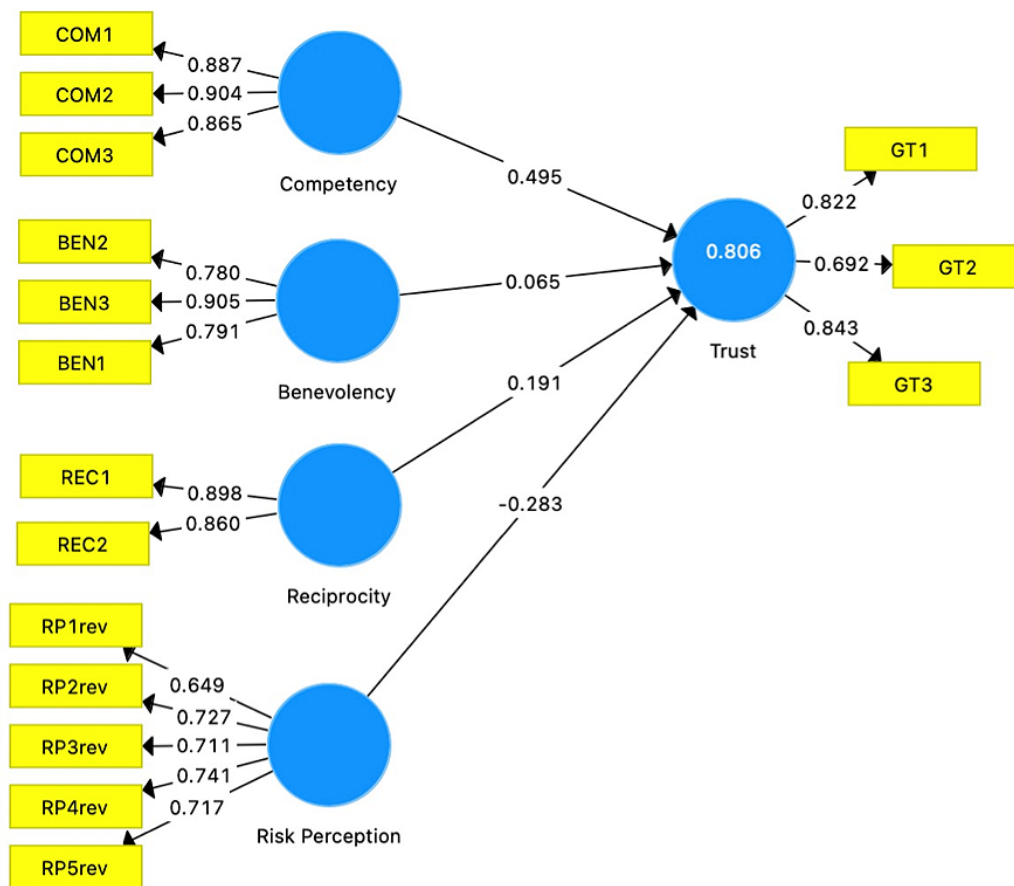 COM1
0.887
COM2
0.904
0.865
COM3
Competency
0.495
GT1
0.822
BEN2
0.780
BEN3
0.905
0.791
BEN1
Benevolency
0.065
0.806
Trust
0.692
GT2
0.843
GT3
0.191
REC1
0.898
0.860
REC2
Reciprocity
-0.283
RP1rev
0.649
RP2rev
0.727
RP3rev
0.711
0.741
RP4rev
0.717
RP5rev
Risk Perception